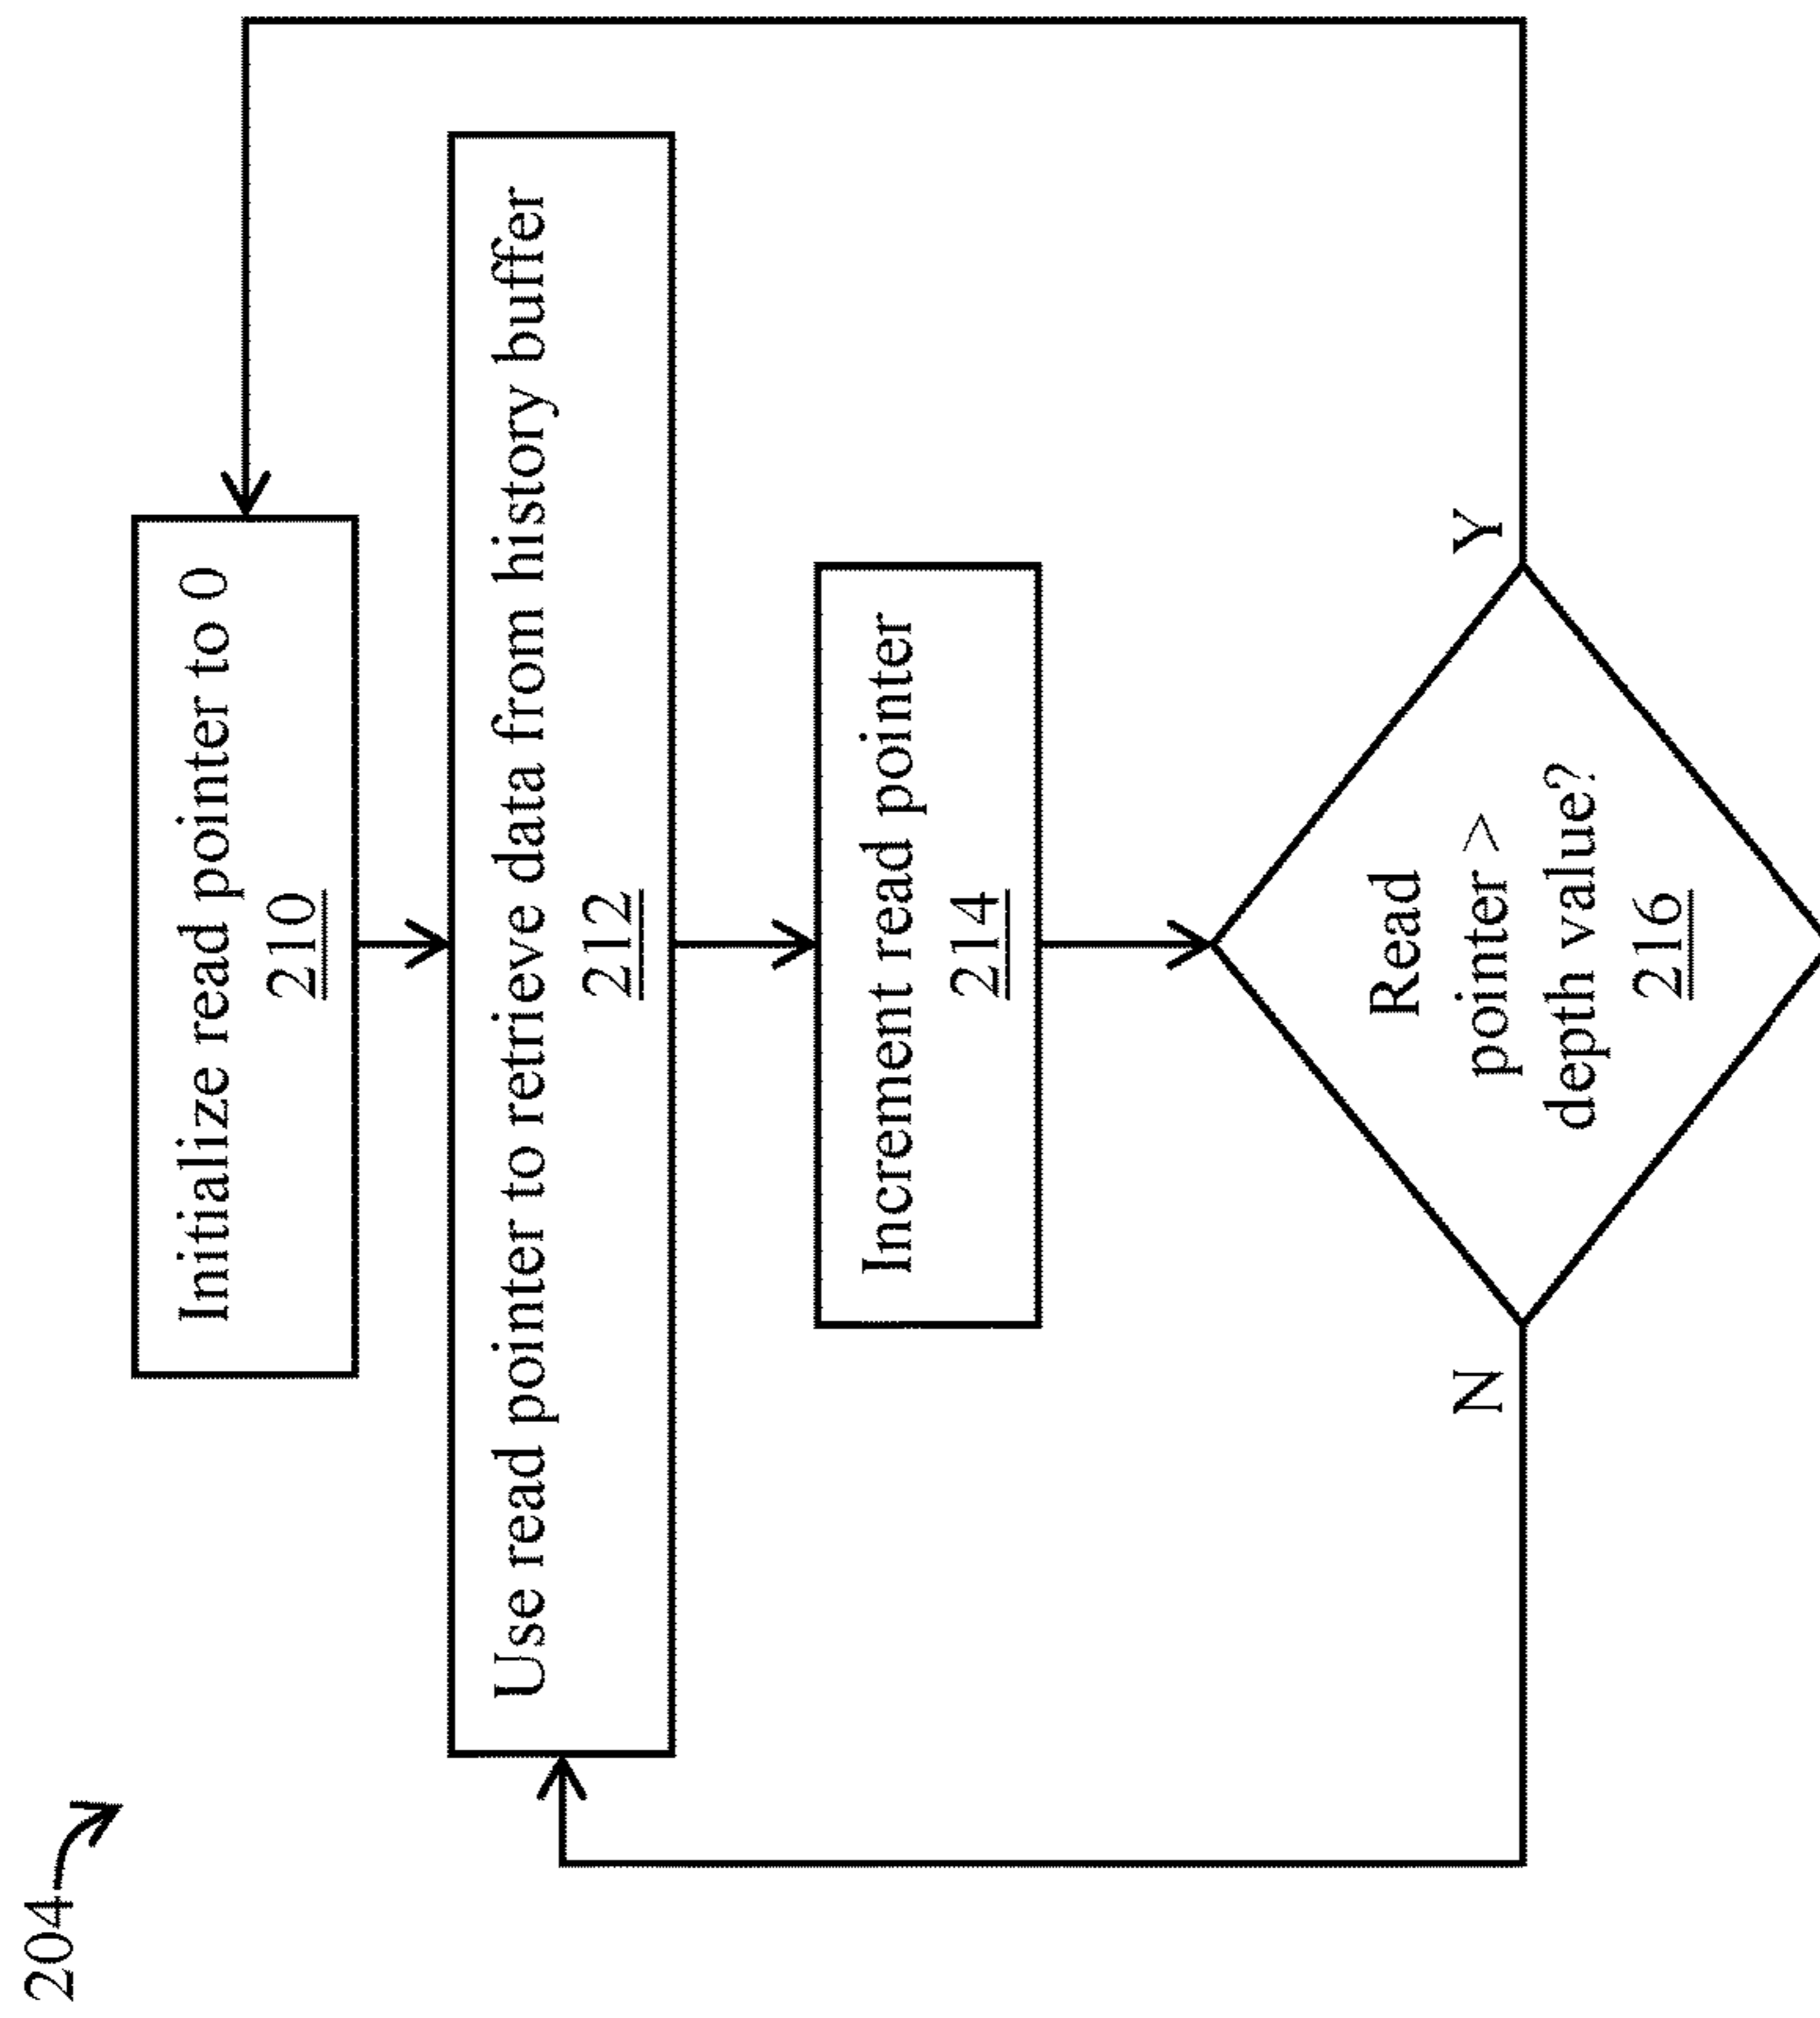 204
Initialize read pointer to 0
210
Use read pointer to retrieve data from history buffer
212
Increment read pointer
214
Read
pointer >
depth value?
216
N
Y